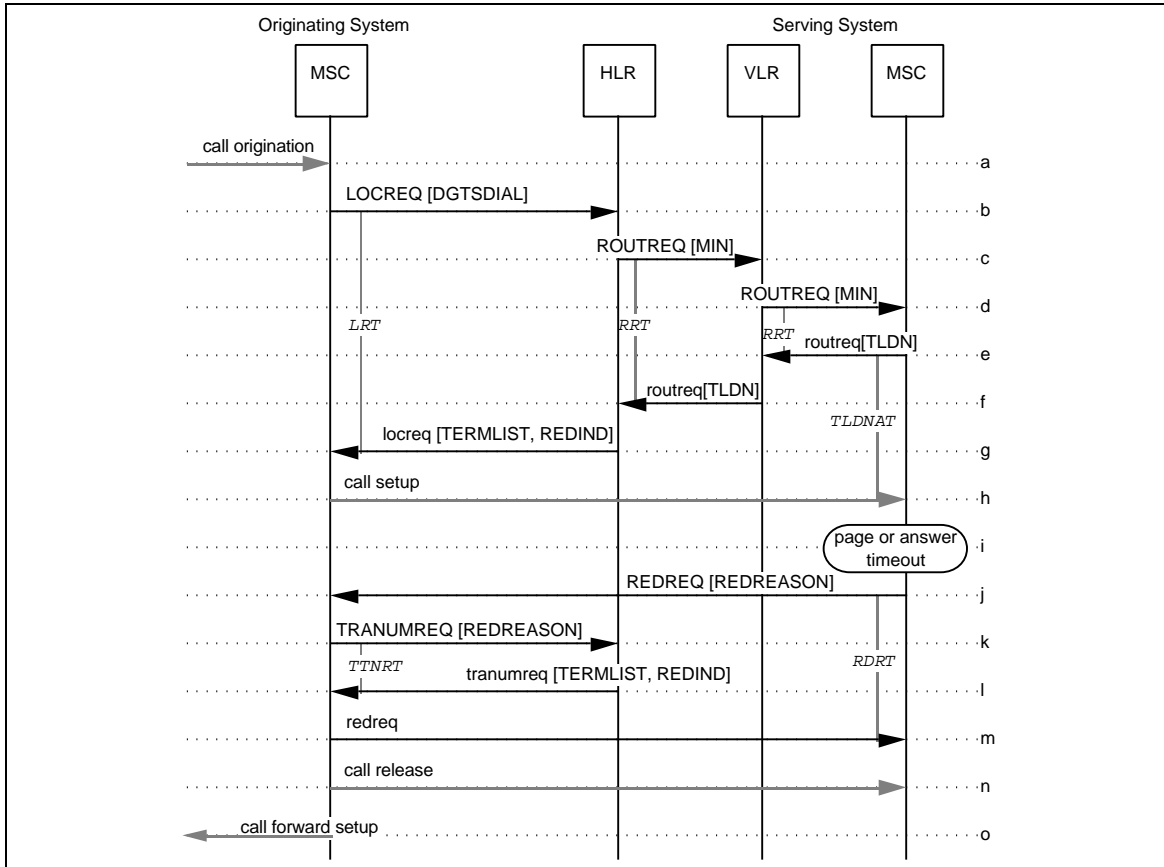 Originating System Serving System
MSC HLR VLR MSC
call origination a
LOCREQ [DGTSDIAL] b
ROUTREQ [MIN] c
ROUTREQ [MIN] d
LRT RRT RRT
routreq[TLDN] e
routreq[TLDN] f
TLDNAT
locreq [TERMLIST, REDIND] g
call setup h
page or answer
timeout i
REDREQ [REDREASON] j
TRANUMREQ [REDREASON] k
TTNRT RDRT
tranumreq [TERMLIST, REDIND] l
redreq m
call release n
call forward setup o